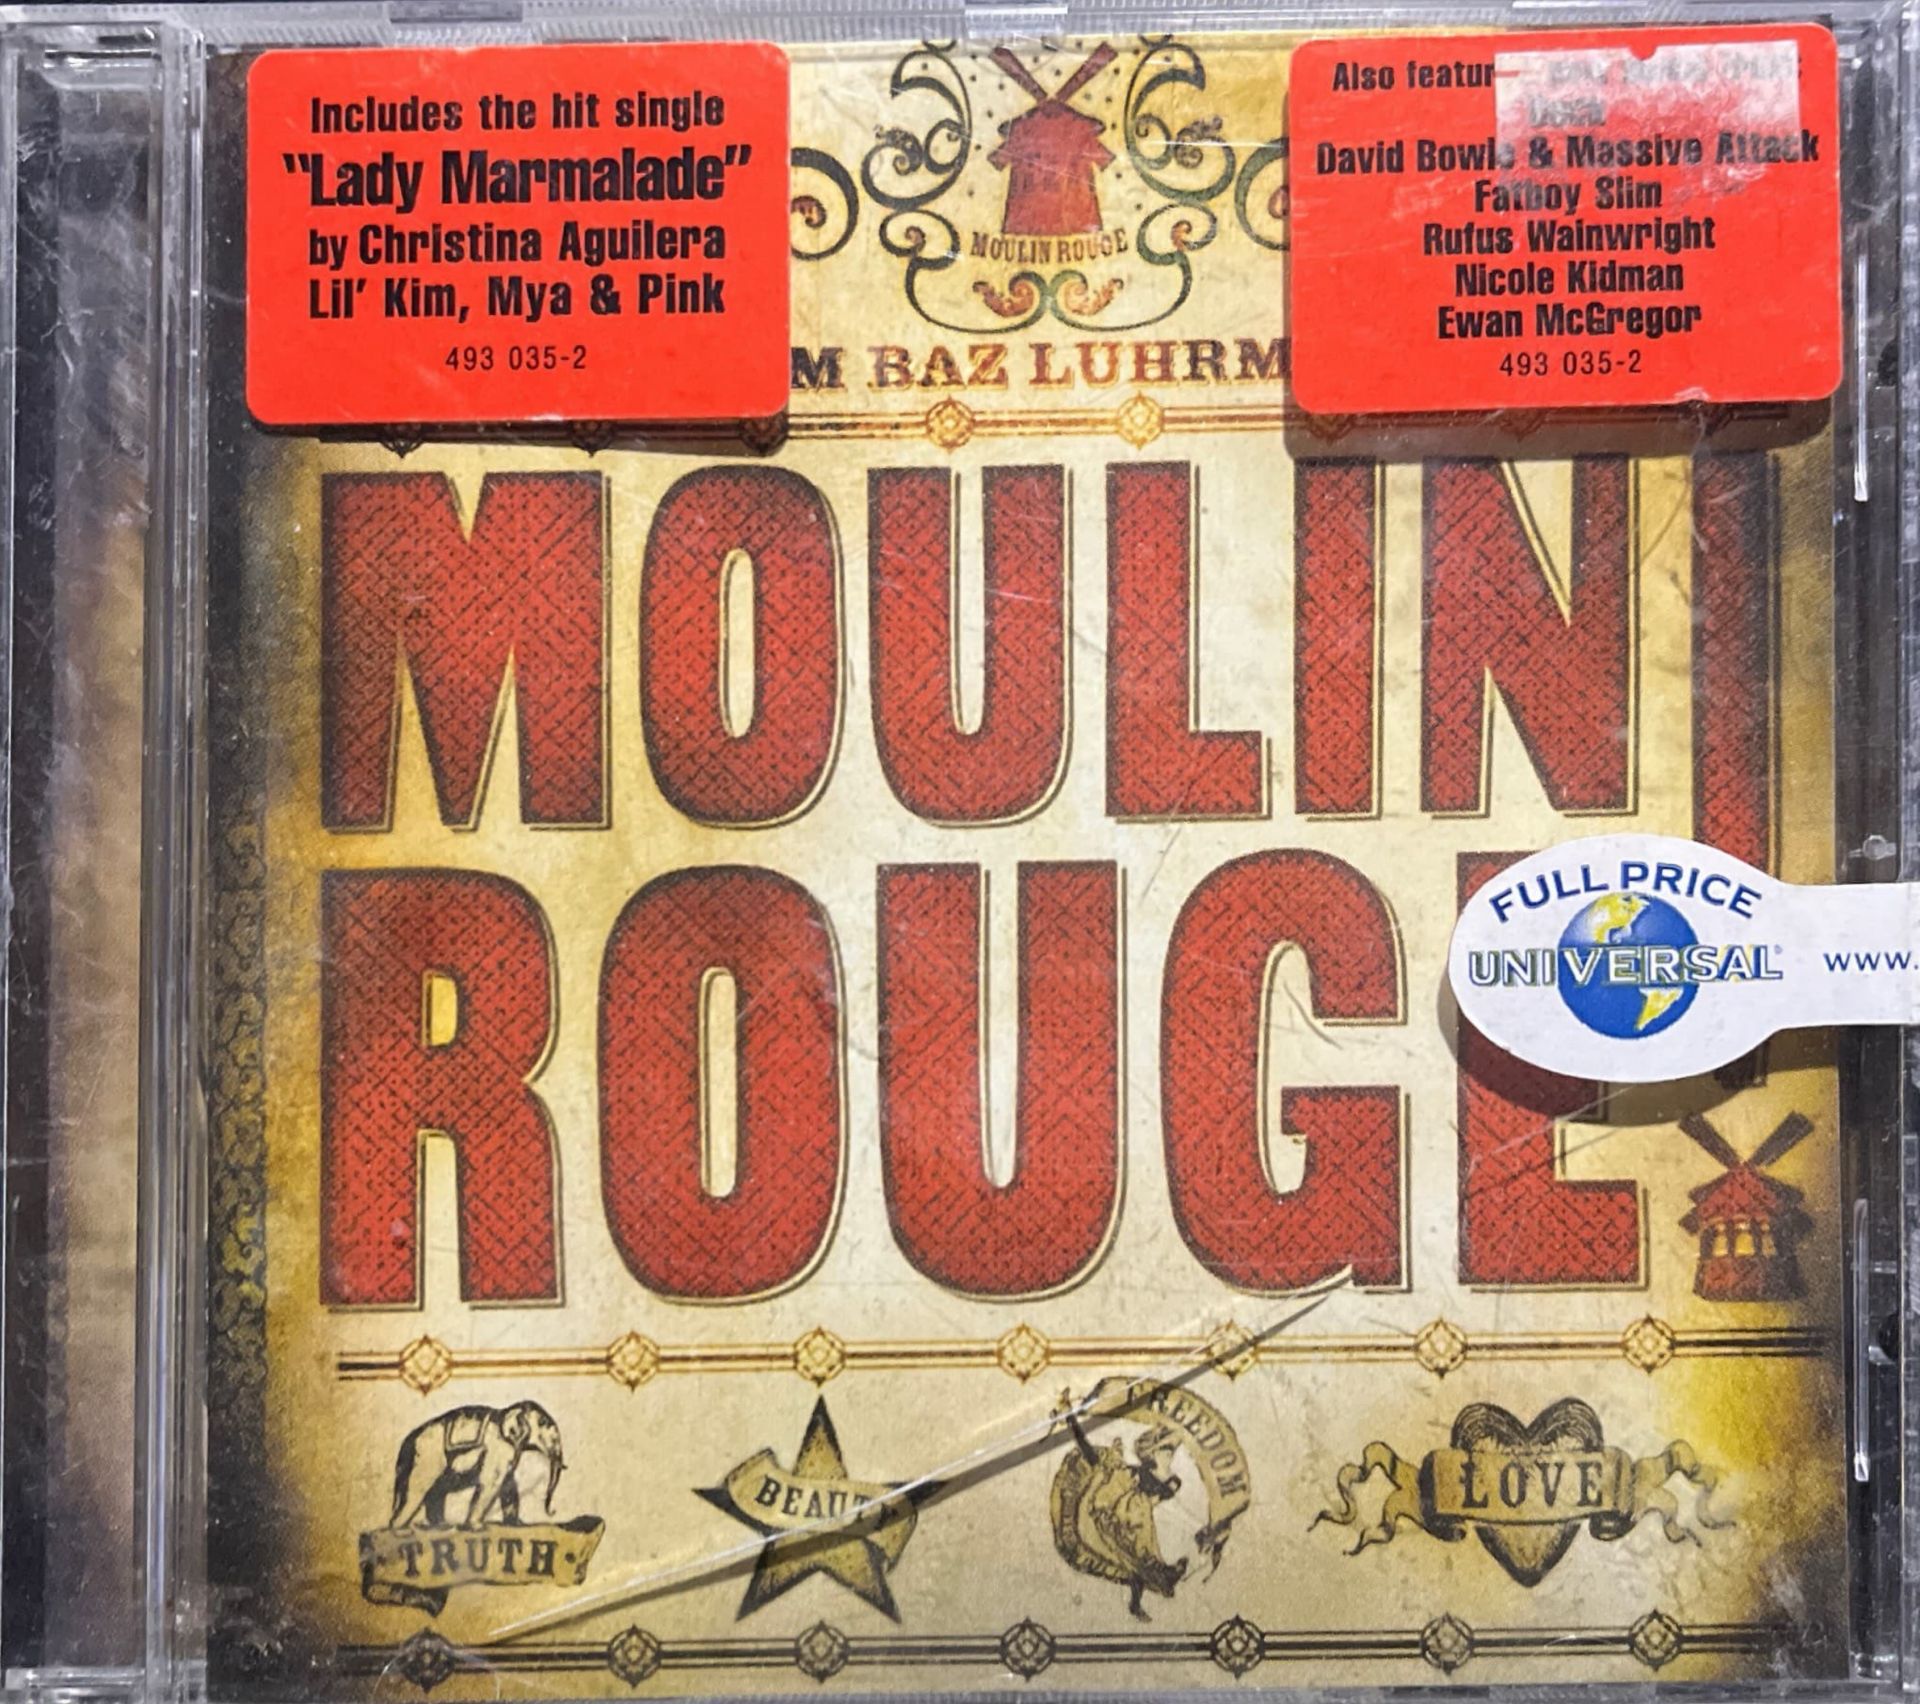 Includes the hit single
"Lady Marmalade"
by Christina Aguilera
Lil' Kim, Mya & Pink
493 035-2
MOULIN ROUGE
Also featur
David Bowie & Massive Attack
Fatboy Slim
Rufus Wainwright
Nicole Kidman
Ewan McGregor
493 035-2
M BAZ LUHRM
MOULIN
ROUGE!
FULL PRICE
UNIVERSAL
www.
TRUTH
BEAUTY
FREEDOM
LOVE